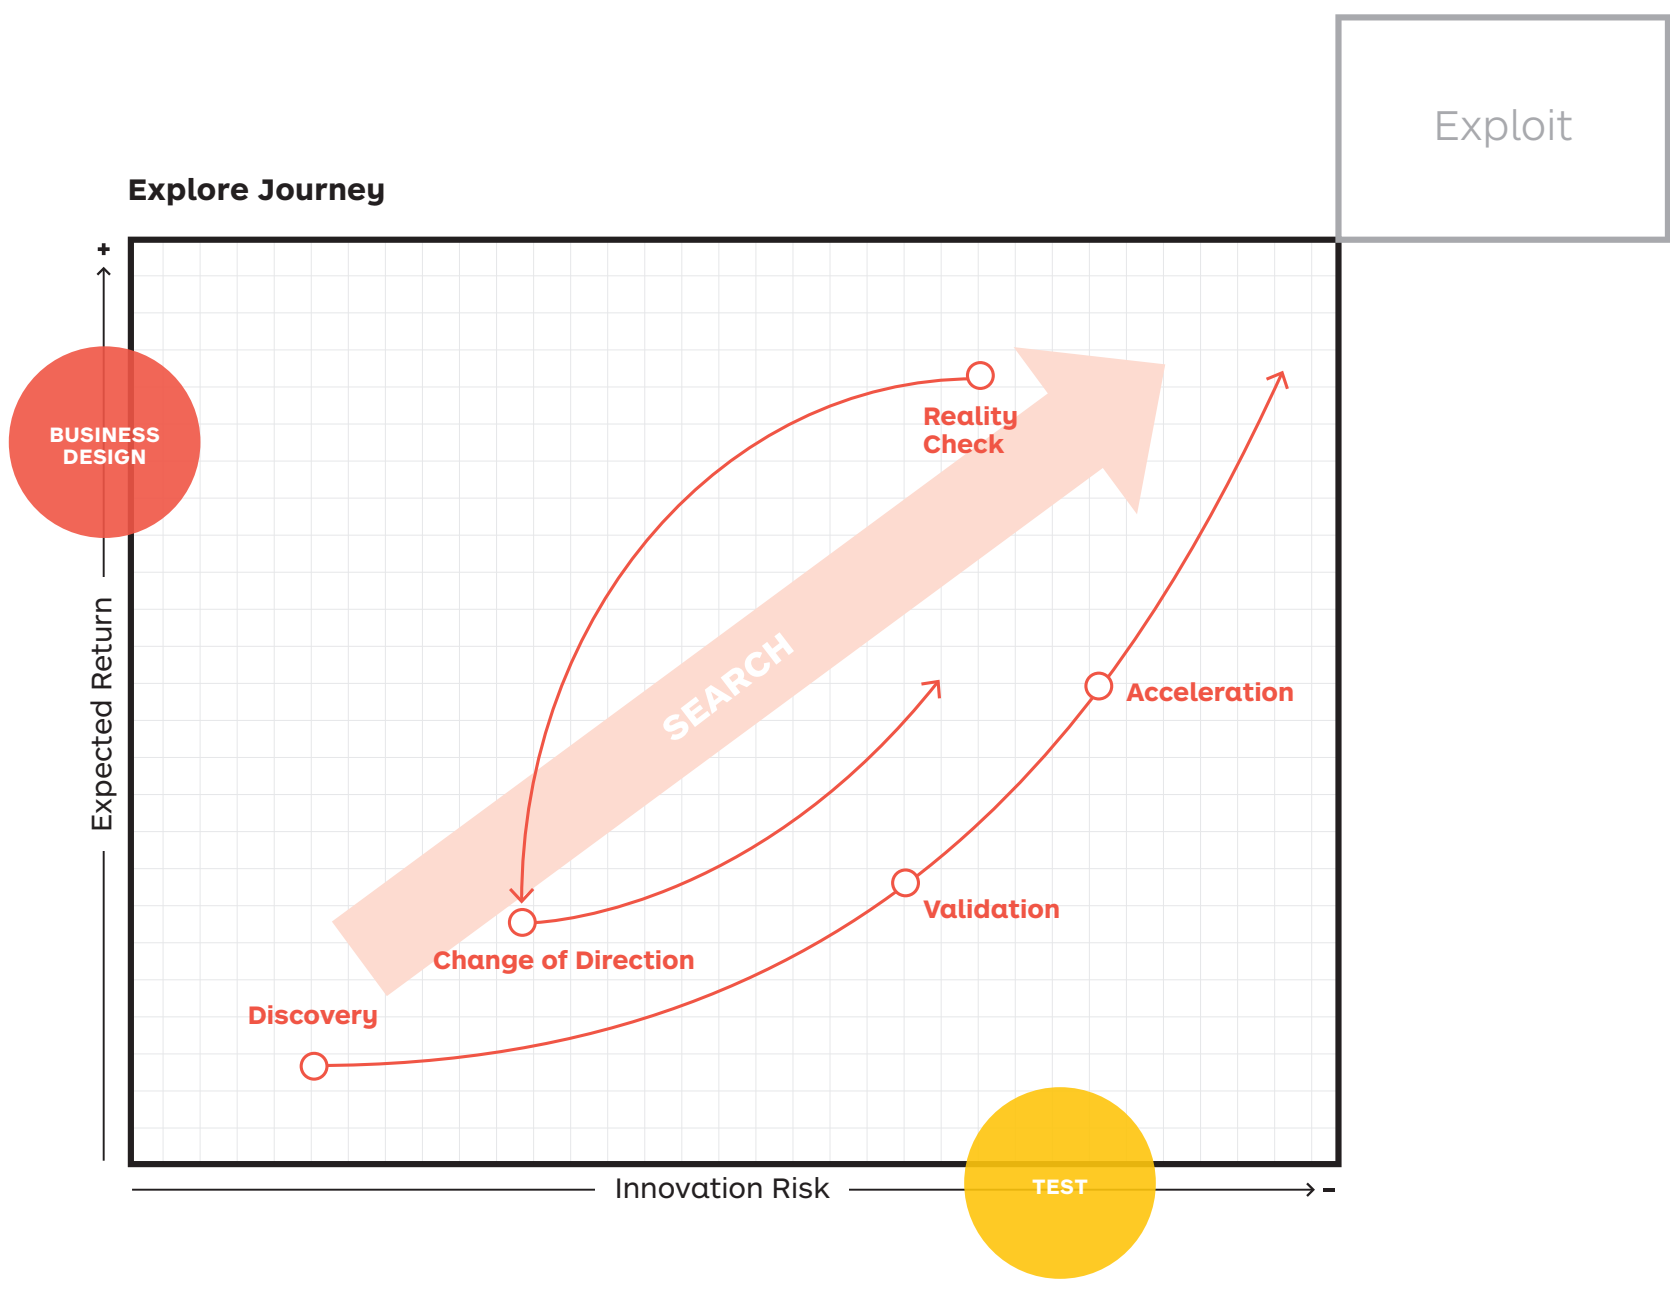 Exploit
Explore Journey
+
BUSINESS
DESIGN
Expected Return
Reality
Check
SEARCH
Acceleration
Validation
Change of Direction
Discovery
Innovation Risk
-
TEST